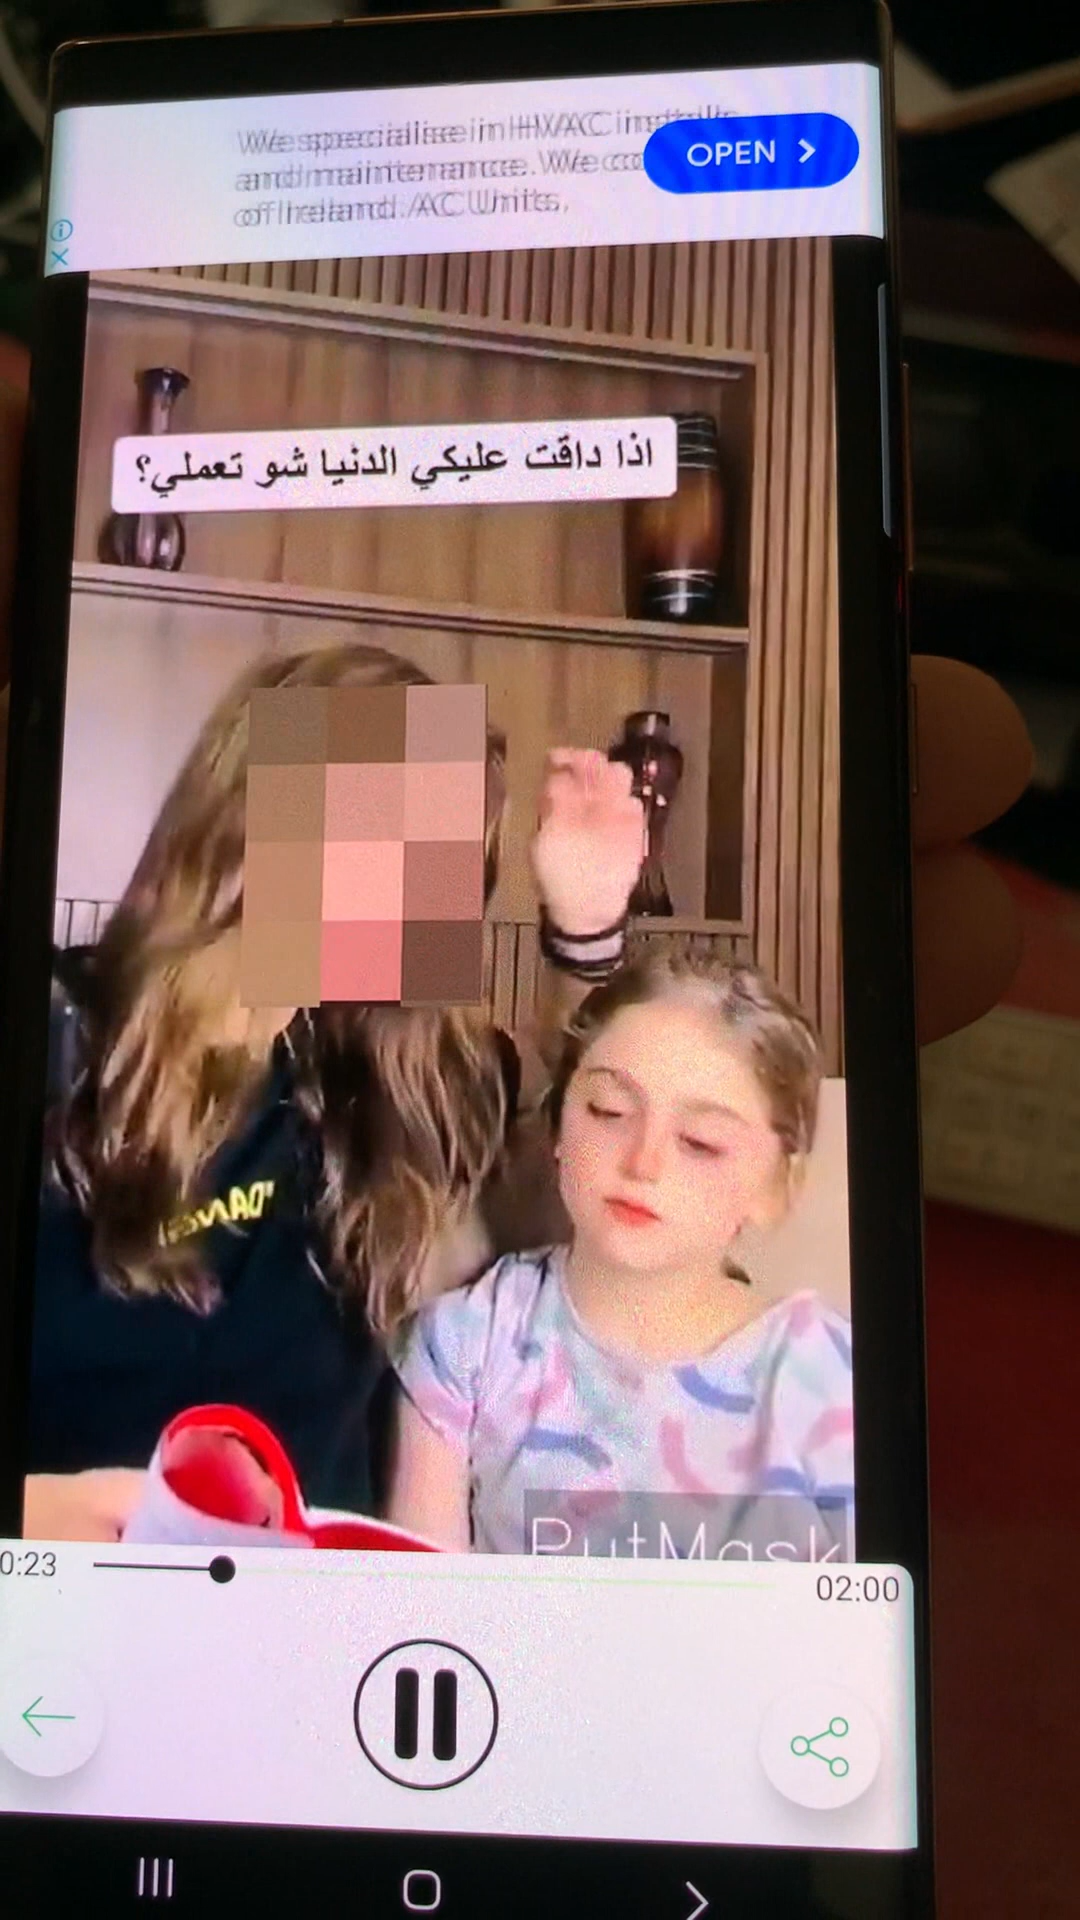 We specialise in HVAC installs
and maintenance. We co
of Ireland. AC Units.
OPEN
اذا داقت عليكي الدنيا شو تعملي؟
PutMask
0:23
02:00